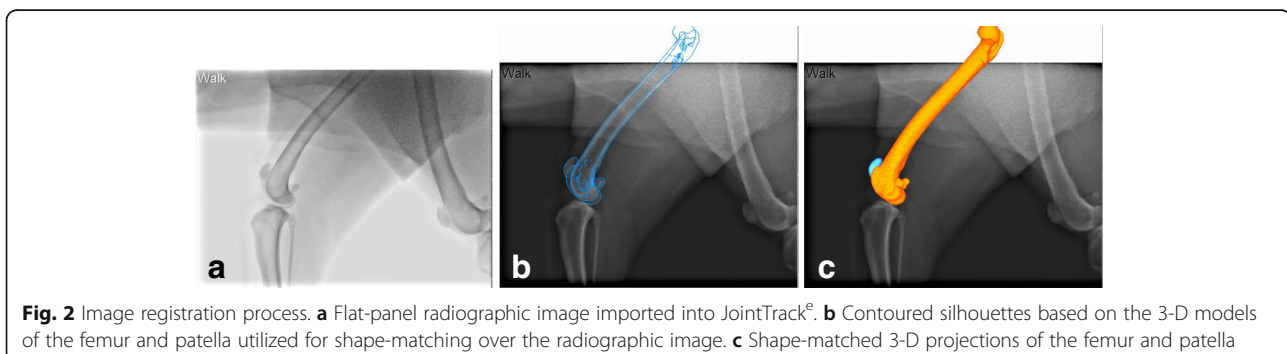 Walk
Walk
Walk
a
b
c
Fig. 2 Image registration process. a Flat-panel radiographic image imported into JointTrackᵉ. b Contoured silhouettes based on the 3-D models
of the femur and patella utilized for shape-matching over the radiographic image. c Shape-matched 3-D projections of the femur and patella